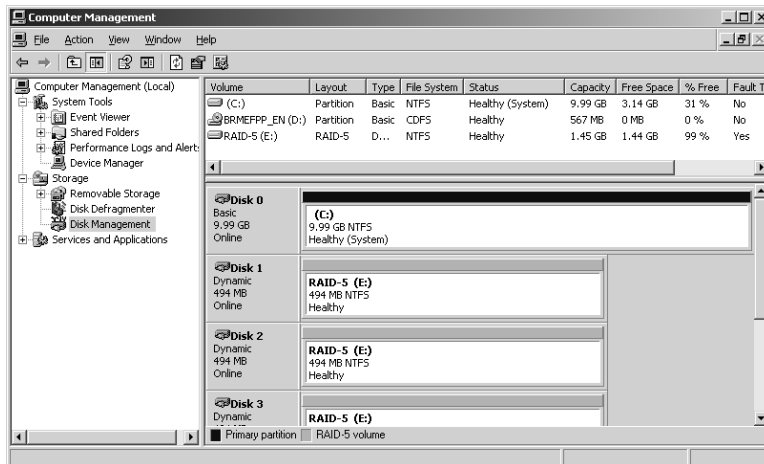 Computer Management
File Action View Window Help
Computer Management (Local)
System Tools
Event Viewer
Shared Folders
Performance Logs and Alert
Device Manager
Storage
Removable Storage
Disk Defragmenter
Disk Management
Services and Applications
Volume Layout Type File System Status Capacity Free Space % Free Fault T
(C:) Partition Basic NTFS Healthy (System) 9.99 GB 3.14 GB 31 % No
BRMEFPP_EN (D:) Partition Basic CDFS Healthy 567 MB 0 MB 0 % No
RAID-5 (E:) RAID-5 D... NTFS Healthy 1.45 GB 1.44 GB 99 % Yes
Disk 0
Basic
9.99 GB
Online
(C:)
9.99 GB NTFS
Healthy (System)
Disk 1
Dynamic
494 MB
Online
RAID-5 (E:)
494 MB NTFS
Healthy
Disk 2
Dynamic
494 MB
Online
RAID-5 (E:)
494 MB NTFS
Healthy
Disk 3
Dynamic
RAID-5 (E:)
Primary partition RAID-5 volume